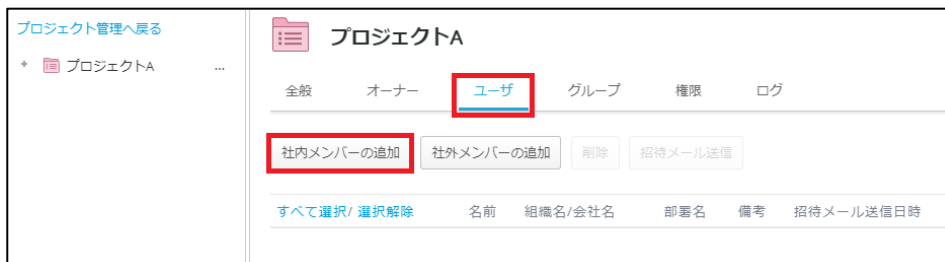 プロジェクト管理へ戻る
+ プロジェクトA ...
プロジェクトA
全般 オーナー ユーザ グループ 権限 ログ
社内メンバーの追加 社外メンバーの追加 削除 招待メール送信
すべて選択/ 選択解除 名前 組織名/会社名 部署名 備考 招待メール送信日時